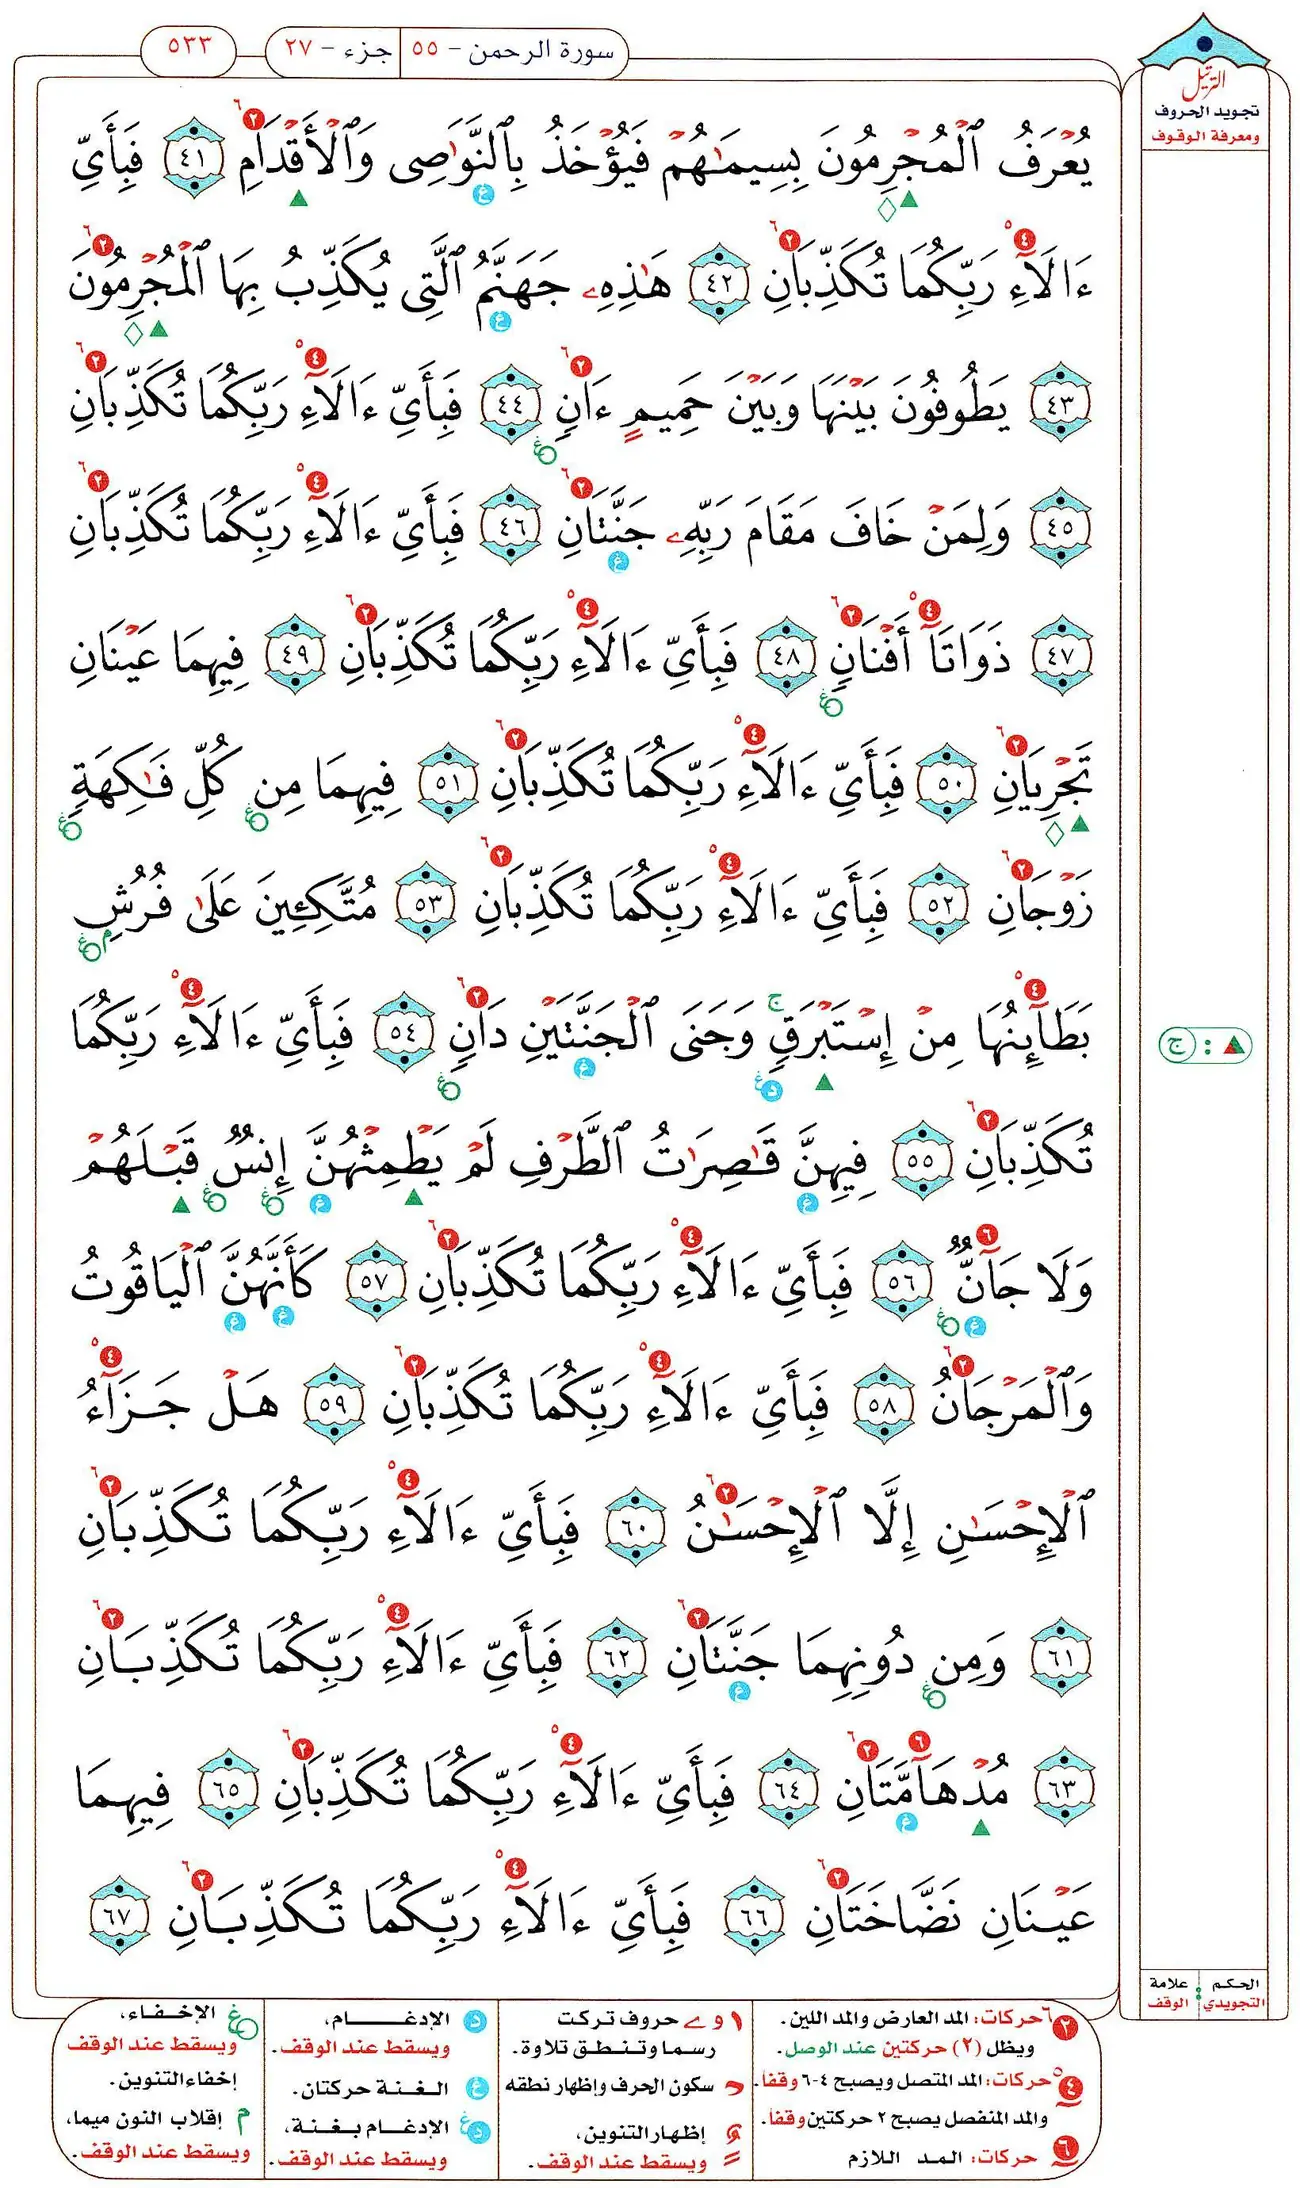 سورة الرحمن - ٥٥ جزء - ٢٧ ٥٣٣
الترتيل
تجويد الحروف
ومعرفة الوقوف
يُعْرَفُ ٱلْمُجْرِمُونَ بِسِيمَٰهُمْ فَيُؤْخَذُ بِٱلنَّوَٰصِى وَٱلْأَقْدَامِ ٤١ فَبِأَىِّ
ءَالَآءِ رَبِّكُمَا تُكَذِّبَانِ ٤٢ هَٰذِهِۦ جَهَنَّمُ ٱلَّتِى يُكَذِّبُ بِهَا ٱلْمُجْرِمُونَ
٤٣ يَطُوفُونَ بَيْنَهَا وَبَيْنَ حَمِيمٍ ءَانٍ ٤٤ فَبِأَىِّ ءَالَآءِ رَبِّكُمَا تُكَذِّبَانِ
٤٥ وَلِمَنْ خَافَ مَقَامَ رَبِّهِۦ جَنَّتَانِ ٤٦ فَبِأَىِّ ءَالَآءِ رَبِّكُمَا تُكَذِّبَانِ
٤٧ ذَوَاتَآ أَفْنَانٍ ٤٨ فَبِأَىِّ ءَالَآءِ رَبِّكُمَا تُكَذِّبَانِ ٤٩ فِيهِمَا عَيْنَانِ
تَجْرِيَانِ ٥٠ فَبِأَىِّ ءَالَآءِ رَبِّكُمَا تُكَذِّبَانِ ٥١ فِيهِمَا مِن كُلِّ فَٰكِهَةٍ
زَوْجَانِ ٥٢ فَبِأَىِّ ءَالَآءِ رَبِّكُمَا تُكَذِّبَانِ ٥٣ مُتَّكِـِٔينَ عَلَىٰ فُرُشٍۭ
بَطَآئِنُهَا مِنْ إِسْتَبْرَقٍ ۚ وَجَنَى ٱلْجَنَّتَيْنِ دَانٍ ٥٤ فَبِأَىِّ ءَالَآءِ رَبِّكُمَا
تُكَذِّبَانِ ٥٥ فِيهِنَّ قَٰصِرَٰتُ ٱلطَّرْفِ لَمْ يَطْمِثْهُنَّ إِنسٌ قَبْلَهُمْ
وَلَا جَآنٌّ ٥٦ فَبِأَىِّ ءَالَآءِ رَبِّكُمَا تُكَذِّبَانِ ٥٧ كَأَنَّهُنَّ ٱلْيَاقُوتُ
وَٱلْمَرْجَانُ ٥٨ فَبِأَىِّ ءَالَآءِ رَبِّكُمَا تُكَذِّبَانِ ٥٩ هَلْ جَزَآءُ
ٱلْإِحْسَٰنِ إِلَّا ٱلْإِحْسَٰنُ ٦٠ فَبِأَىِّ ءَالَآءِ رَبِّكُمَا تُكَذِّبَانِ
٦١ وَمِن دُونِهِمَا جَنَّتَانِ ٦٢ فَبِأَىِّ ءَالَآءِ رَبِّكُمَا تُكَذِّبَانِ
٦٣ مُدْهَآمَّتَانِ ٦٤ فَبِأَىِّ ءَالَآءِ رَبِّكُمَا تُكَذِّبَانِ ٦٥ فِيهِمَا
عَيْنَانِ نَضَّاخَتَانِ ٦٦ فَبِأَىِّ ءَالَآءِ رَبِّكُمَا تُكَذِّبَانِ ٦٧
▲ : ج
الحكم التجويدي : علامة الوقف
٢ ٦ حركات: المد العارض والمد اللين.
ويظل (٢) حركتين عند الوصل.
٤ ٥ حركات: المد المتصل ويصبح ٤-٦ وقفاً.
والمد المنفصل يصبح ٢ حركتين وقفاً.
٦ حركات: المد اللازم
ا و ے حروف تركت
رسما وتنطق تلاوة.
سكون الحرف وإظهار نطقه
إظهار التنوين،
ويسقط عند الوقف.
د الإدغام،
ويسقط عند الوقف.
غ الغنة حركتان.
دغ الإدغام بغنة،
ويسقط عند الوقف.
غ الإخفاء،
ويسقط عند الوقف
إخفاء التنوين.
م إقلاب النون ميما،
ويسقط عند الوقف.